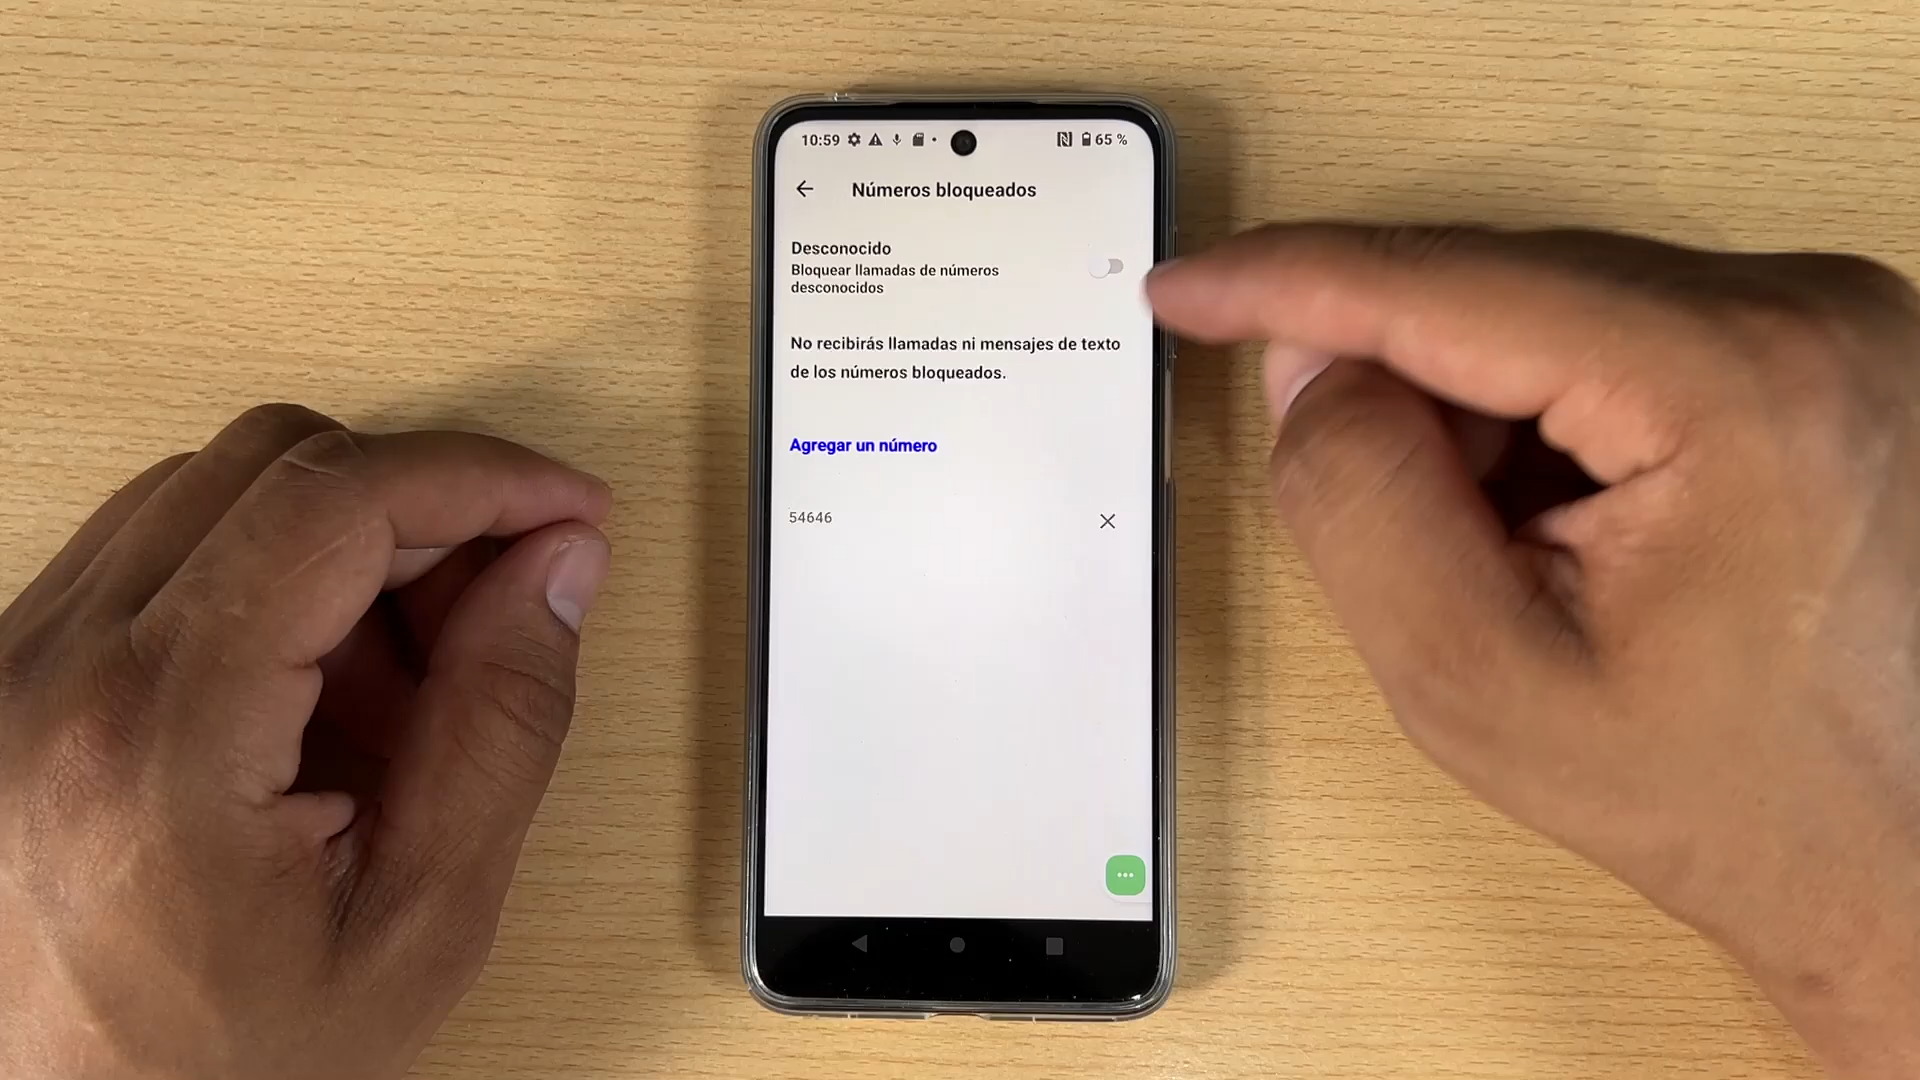 10:59 65 %
Números bloqueados
Desconocido
Bloquear llamadas de números
desconocidos
No recibirás llamadas ni mensajes de texto
de los números bloqueados.
Agregar un número
54646